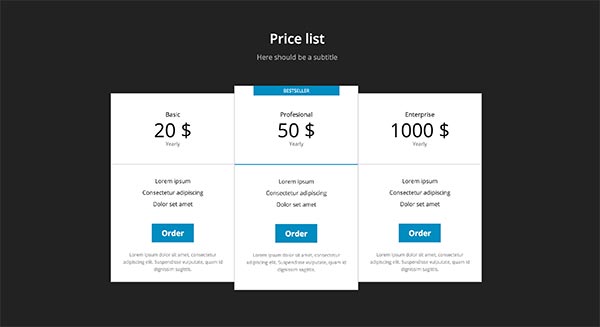 Price list
Here should be a subtitle
Basic
20 $
Yearly
Lorem ipsum
Consectetur adipiscing
Dolor set amet
Order
Lorem ipsum dolor sit amet, consectetur
adipiscing elit. Suspendisse vulputate, quam id
dignissim sagittis.
BESTSELLER
Profesional
50 $
Yearly
Lorem ipsum
Consectetur adipiscing
Dolor set amet
Order
Lorem ipsum dolor sit amet, consectetur
adipiscing elit. Suspendisse vulputate, quam id
dignissim sagittis.
Enterprise
1000 $
Yearly
Lorem ipsum
Consectetur adipiscing
Dolor set amet
Order
Lorem ipsum dolor sit amet, consectetur
adipiscing elit. Suspendisse vulputate, quam id
dignissim sagittis.